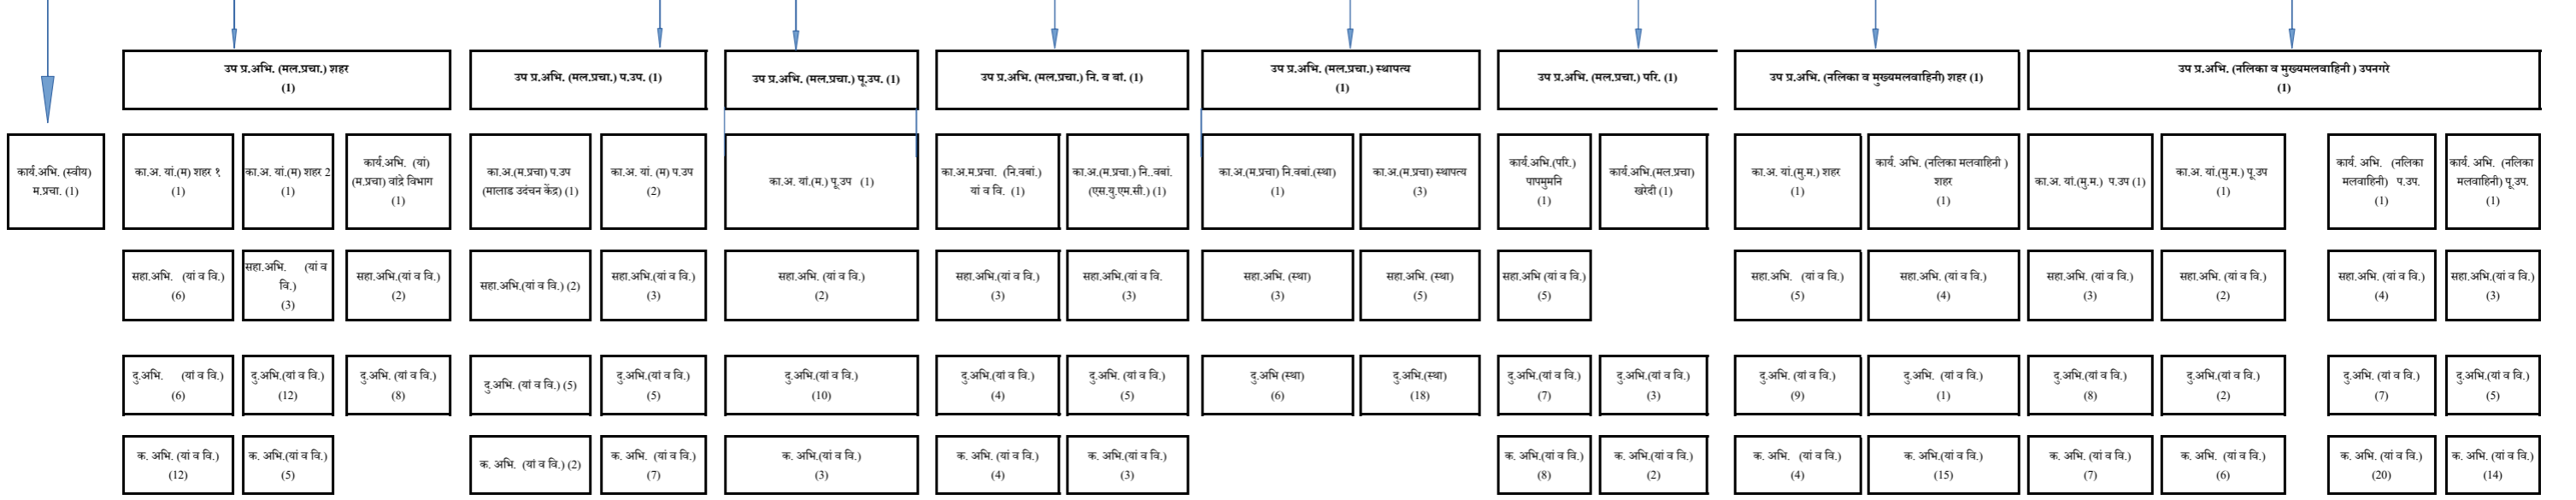 उप प्र.अभि. (मल.प्रचा.) शहर
(1)
उप प्र.अभि. (मल.प्रचा.) प.उप. (1)
उप प्र.अभि. (मल.प्रचा.) पू.उप. (1)
उप प्र.अभि. (मल.प्रचा.) नि. व बां. (1)
उप प्र.अभि. (मल.प्रचा.) स्थापत्य
(1)
उप प्र.अभि. (मल.प्रचा.) परि. (1)
उप प्र.अभि. (नलिका व मुख्यमलवाहिनी) शहर (1)
उप प्र.अभि. (नलिका व मुख्यमलवाहिनी ) उपनगरे
(1)
कार्य.अभि. (स्वीय)
म.प्रचा. (1)
का.अ. यां.(म) शहर १
(1)
का.अ. यां.(म) शहर 2
(1)
कार्य.अभि. (यां)
(म.प्रचा) वांद्रे विभाग
(1)
का.अ.(म.प्रचा) प.उप
(मालाड उदंचन केंद्र) (1)
का.अ. यां. (म) प.उप
(2)
का.अ. यां.(म.) पू.उप (1)
का.अ.म.प्रचा. (नि.वबां.)
यां व वि. (1)
का.अ.(म.प्रचा.) नि..वबां.
(एस.यु.एम.सी.) (1)
का.अ.(म.प्रचा) नि.वबां.(स्था)
(1)
का.अ.(म.प्रचा) स्थापत्य
(3)
कार्य.अभि.(परि.)
पापमुमनि
(1)
कार्य.अभि.(मल.प्रचा)
खरेदी (1)
का.अ. यां.(मु.म.) शहर
(1)
कार्य. अभि. (नलिका मलवाहिनी )
शहर
(1)
का.अ. यां.(मु.म.) प.उप (1)
का.अ. यां.(मु.म.) पू.उप
(1)
कार्य. अभि. (नलिका
मलवाहिनी) प.उप.
(1)
कार्य. अभि. (नलिका
मलवाहिनी) पू.उप.
(1)
सहा.अभि. (यां व वि.)
(6)
सहा.अभि. (यां व
वि.)
(3)
सहा.अभि.(यां व वि.)
(2)
सहा.अभि.(यां व वि.) (2)
सहा.अभि.(यां व वि.)
(3)
सहा.अभि. (यां व वि.)
(2)
सहा.अभि.(यां व वि.)
(3)
सहा.अभि.(यां व वि.
(3)
सहा.अभि. (स्था)
(3)
सहा.अभि. (स्था)
(5)
सहा.अभि (यां व वि.)
(5)
सहा.अभि. (यां व वि.)
(5)
सहा.अभि. (यां व वि.)
(4)
सहा.अभि. (यां व वि.)
(3)
सहा.अभि. (यां व वि.)
(2)
सहा.अभि. (यां व वि.)
(4)
सहा.अभि. (यां व वि.)
(3)
दु.अभि. (यां व वि.)
(6)
दु.अभि.(यां व वि.)
(12)
दु.अभि. (यां व वि.)
(8)
दु.अभि. (यां व वि.) (5)
दु.अभि.(यां व वि.)
(5)
दु.अभि.(यां व वि.)
(10)
दु.अभि. (यां व वि.)
(4)
दु.अभि. (यां व वि.)
(5)
दु.अभि (स्था)
(6)
दु.अभि.(स्था)
(18)
दु.अभि.(यां व वि.)
(7)
दु.अभि.(यां व वि.)
(3)
दु.अभि. (यां व वि.)
(9)
दु.अभि. (यां व वि.)
(1)
दु.अभि. (यां व वि.)
(8)
दु.अभि.(यां व वि.)
(2)
दु.अभि. (यां व वि.)
(7)
दु.अभि.(यां व वि.)
(5)
क. अभि. (यां व वि.)
(12)
क. अभि. (यां व वि.)
(5)
क. अभि. (यां व वि.) (2)
क. अभि. (यां व वि.)
(7)
क. अभि. (यां व वि.)
(3)
क. अभि. (यां व वि.)
(4)
क. अभि.(यां व वि.)
(3)
क. अभि.(यां व वि.)
(8)
क. अभि.(यां व वि.)
(2)
क. अभि. (यां व वि.)
(4)
क. अभि.(यां व वि.)
(15)
क. अभि. (यां व वि.)
(7)
क. अभि. (यां व वि.)
(6)
क. अभि. (यां व वि.)
(20)
क. अभि. (यां व वि.)
(14)